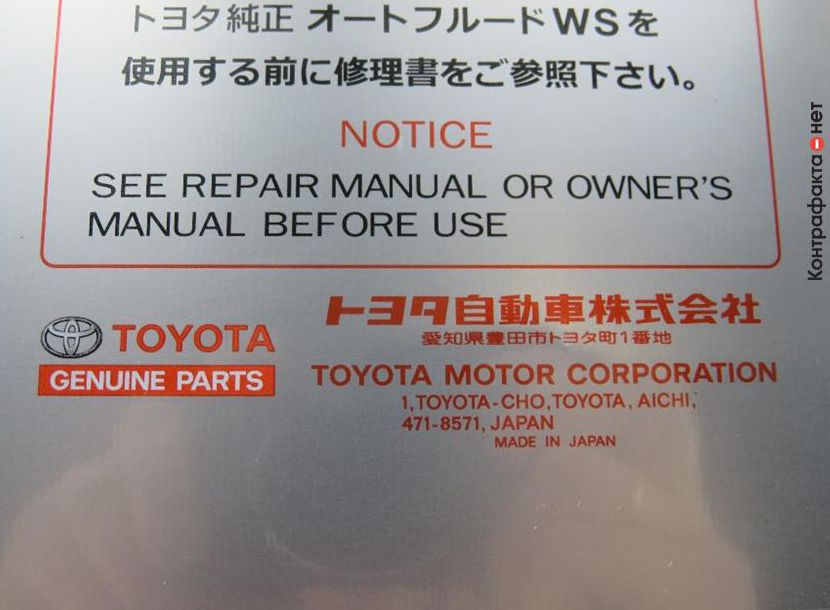 トヨタ純正 オートフルードWSを
使用する前に修理書をご参照下さい。
NOTICE
SEE REPAIR MANUAL OR OWNER'S
MANUAL BEFORE USE
トヨタ自動車株式会社
愛知県豊田市トヨタ町1番地
TOYOTA
GENUINE PARTS
TOYOTA MOTOR CORPORATION
1,TOYOTA-CHO,TOYOTA, AICHI,
471-8571, JAPAN
MADE IN JAPAN
Контрафакта–нет